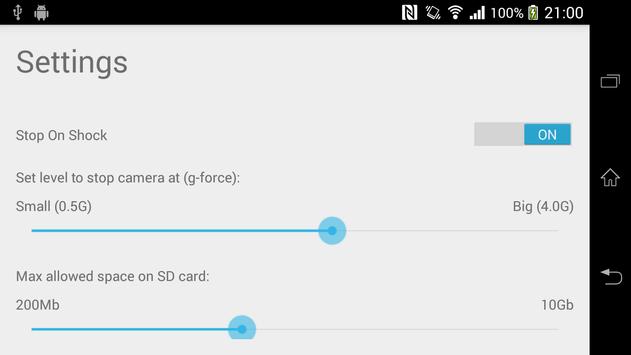 100% 21:00
Settings
Stop On Shock ON
Set level to stop camera at (g-force):
Small (0.5G) Big (4.0G)
Max allowed space on SD card:
200Mb 10Gb